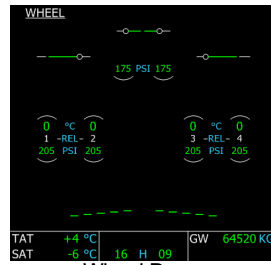 WHEEL
175 PSI 175
0 °C 0 0 °C 0
1 -REL- 2 3 -REL- 4
205 PSI 205 205 PSI 205
TAT +4 °C GW 64520 KG
SAT -6 °C 16 H 09